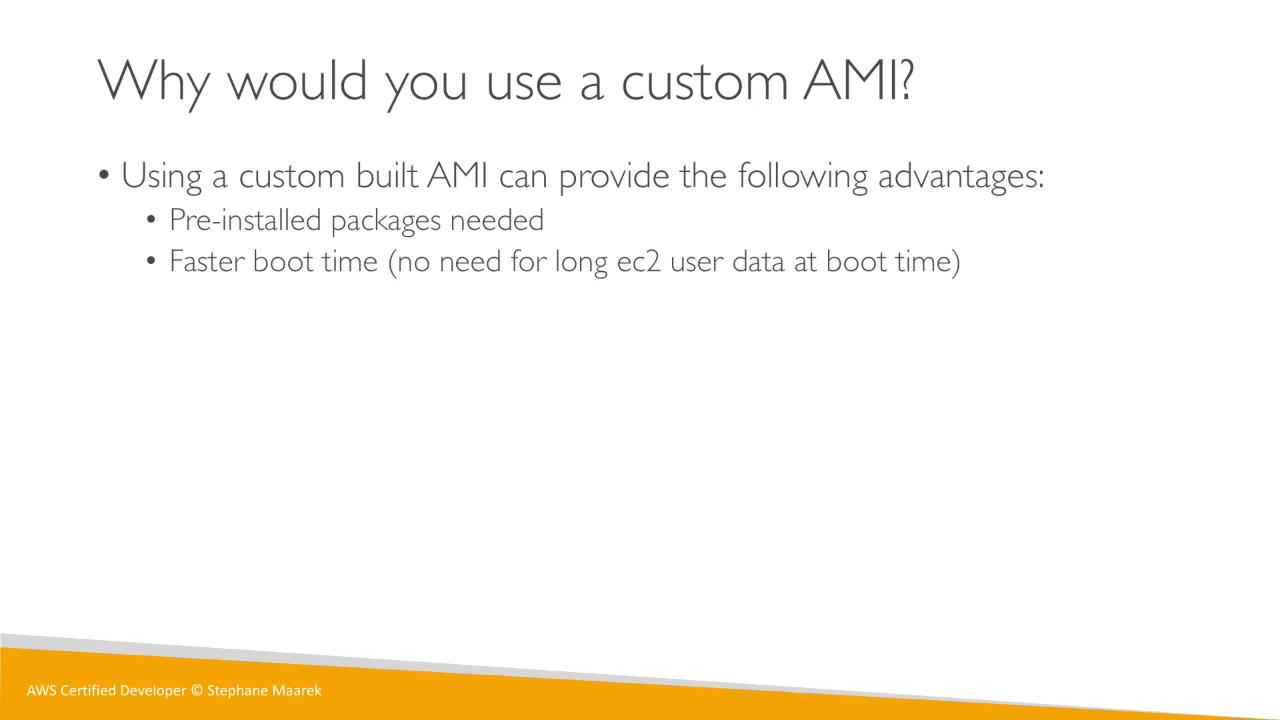 Why would you use a custom AMI?
• Using a custom built AMI can provide the following advantages:
• Pre-installed packages needed
• Faster boot time (no need for long ec2 user data at boot time)
AWS Certified Developer © Stephane Maarek